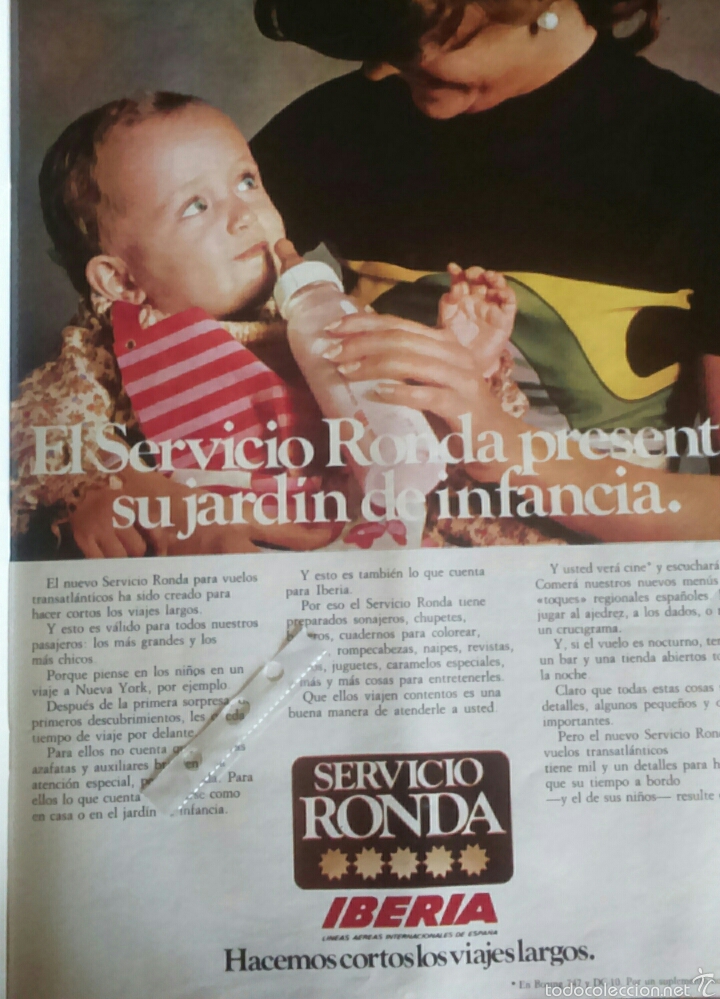 El Servicio Ronda present
su jardín de infancia.
El nuevo Servicio Ronda para vuelos
transatlánticos ha sido creado para
hacer cortos los viajes largos.
Y esto es válido para todos nuestros
pasajeros: los más grandes y los
más chicos.
Porque piense en los niños en un
viaje a Nueva York, por ejemplo.
Después de la primera sorpresa,
primeros descubrimientos, les
tiempo de viaje por delante.
Para ellos no cuenta
azafatas y auxiliares
atención especial, Para
ellos lo que cuenta como
en casa o en el jardín infancia.
Y esto es también lo que cuenta
para Iberia.
Por eso el Servicio Ronda tiene
preparados sonajeros, chupetes,
cuadernos para colorear,
rompecabezas, naipes, revistas,
juguetes, caramelos especiales,
más y más cosas para entretenerles.
Que ellos viajen contentos es una
buena manera de atenderle a usted.
Y usted verá cine* y escuchará
Comerá nuestros nuevos menús
«toques» regionales españoles.
jugar al ajedrez, a los dados, o
un crucigrama.
Y, si el vuelo es nocturno,
un bar y una tienda abiertos
la noche.
Claro que todas estas cosas
detalles, algunos pequeños y
importantes.
Pero el nuevo Servicio
vuelos transatlánticos
tiene mil y un detalles para
que su tiempo a bordo
—y el de sus niños— resulte
SERVICIO
RONDA
IBERIA
LINEAS AEREAS INTERNACIONALES DE ESPAÑA
Hacemos cortos los viajes largos.
* En Boeing 747 y DC-10. Por un
todocoleccion.net